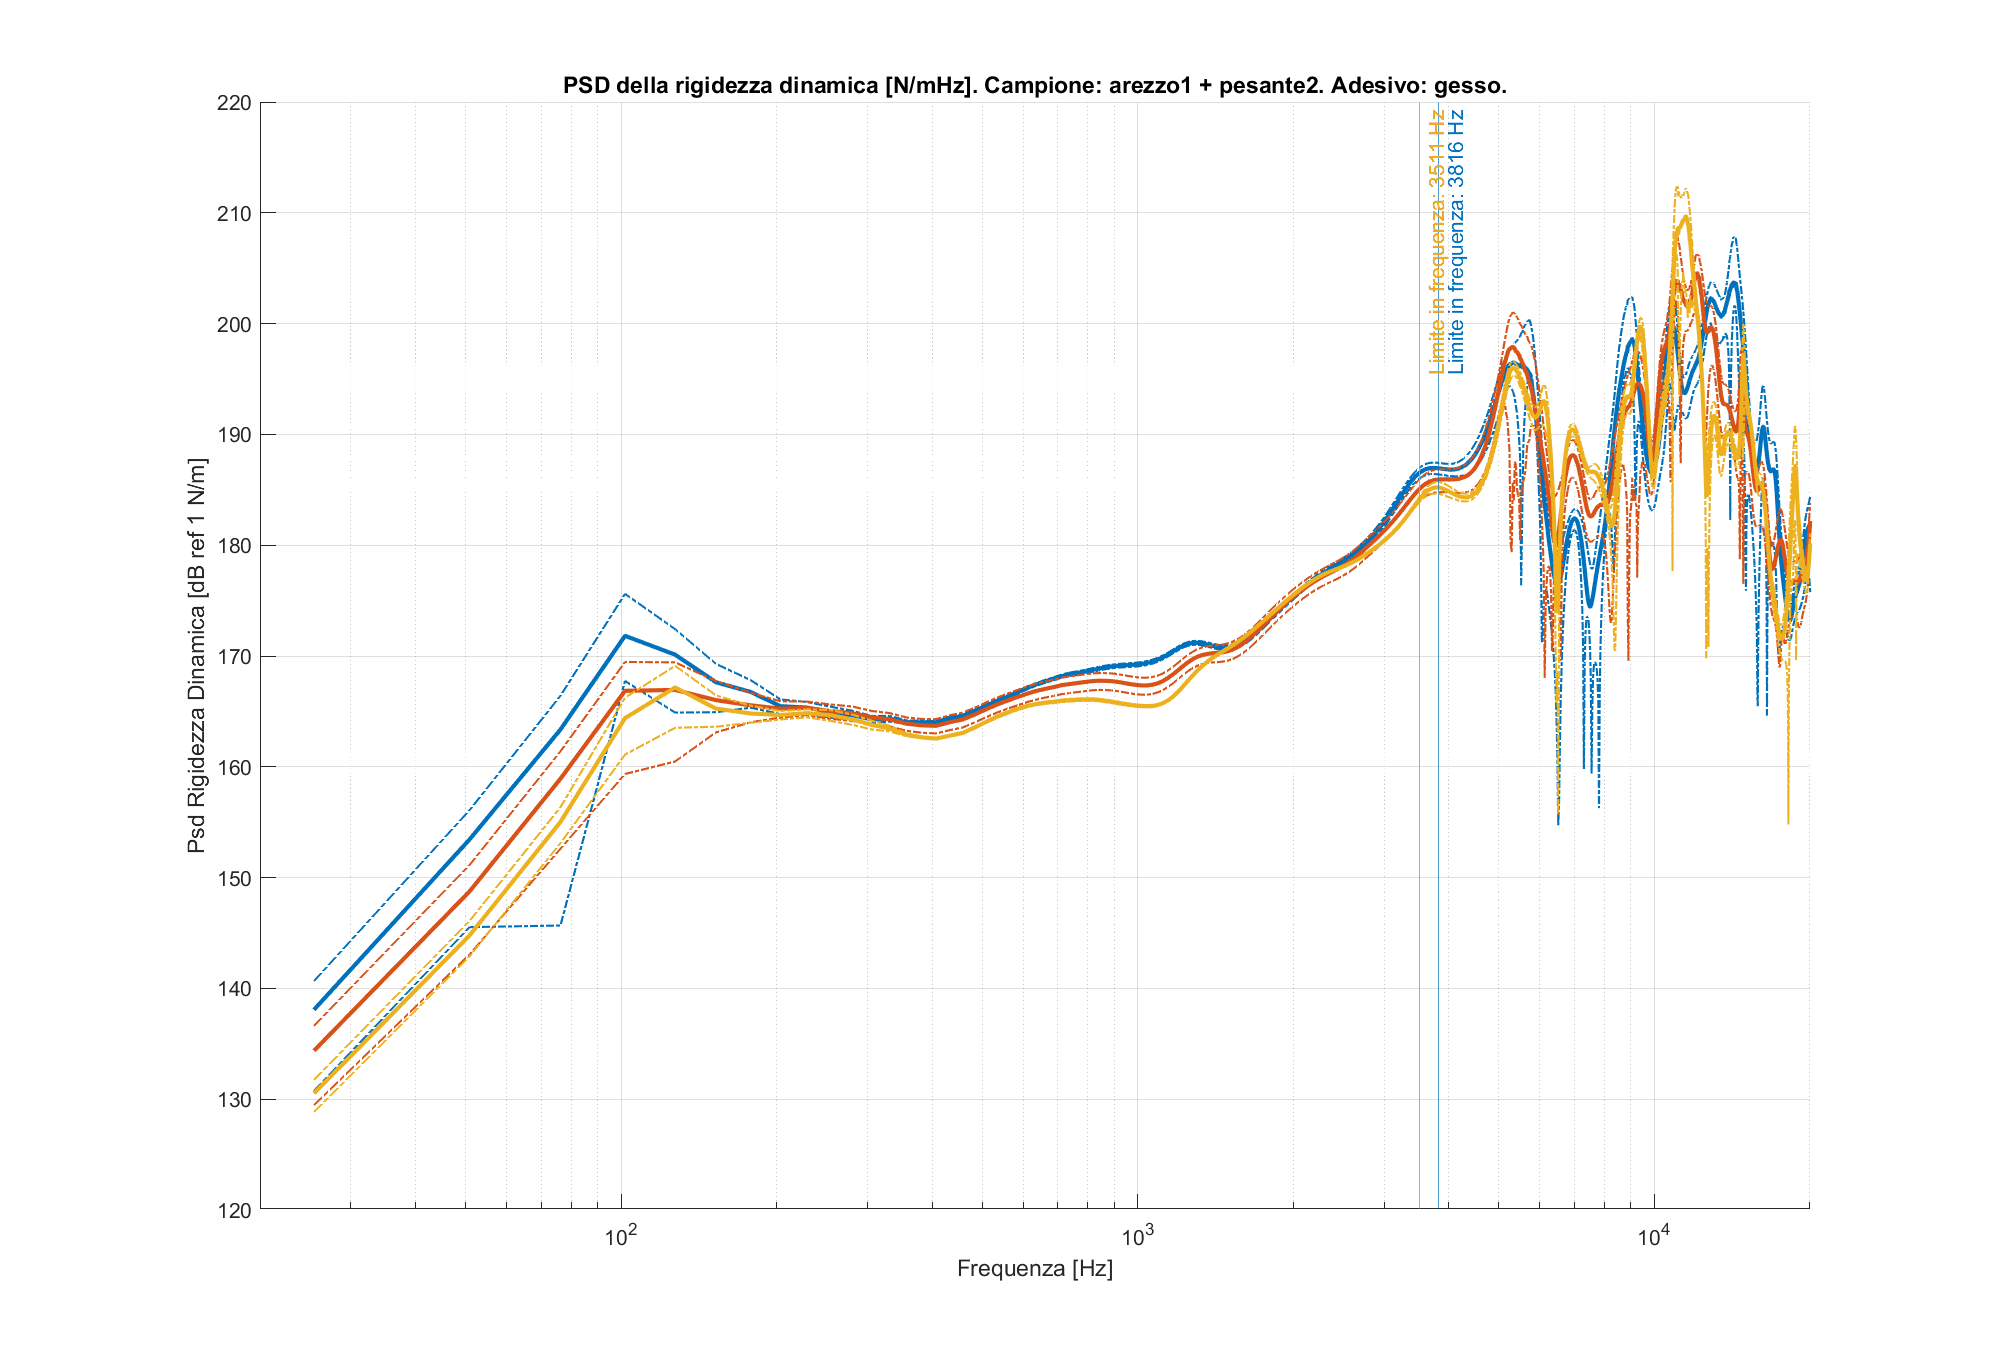 PSD della rigidezza dinamica [N/mHz]. Campione: arezzo1 + pesante2. Adesivo: gesso.
220
210
200
190
180
170
160
150
140
130
120
Psd Rigidezza Dinamica [dB ref 1 N/m]
Limite in frequenza: 3511 Hz
Limite in frequenza: 3816 Hz
10^2
10^3
10^4
Frequenza [Hz]